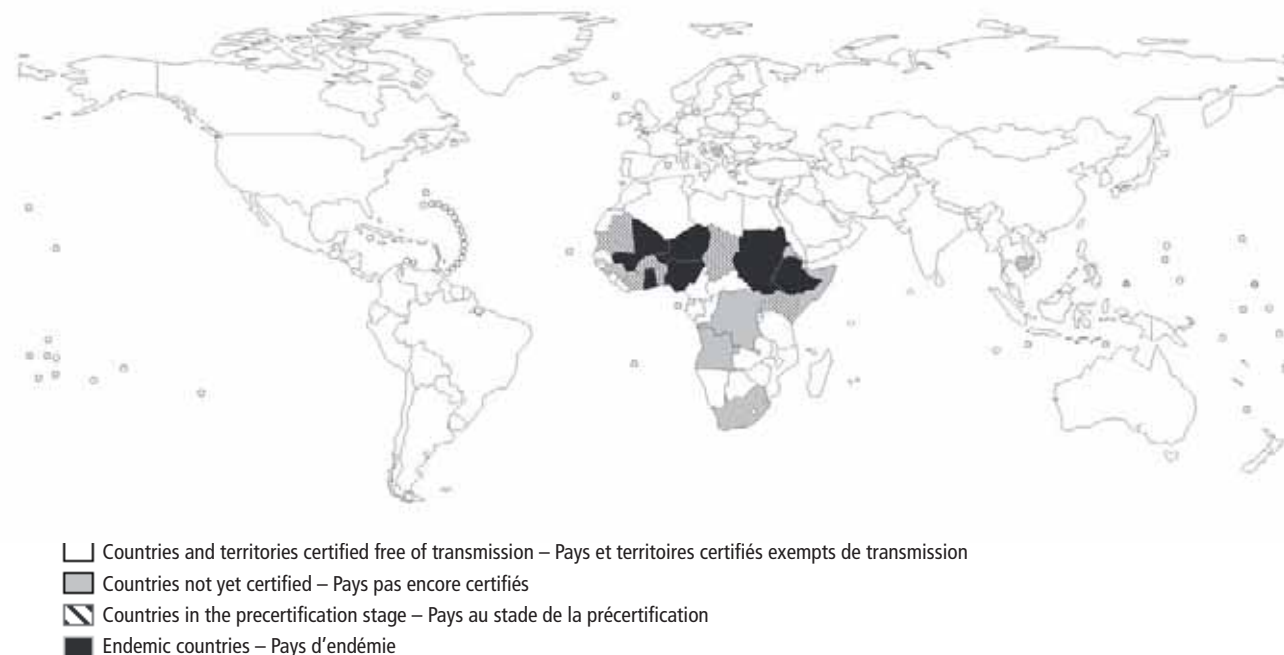 Countries and territories certified free of transmission – Pays et territoires certifiés exempts de transmission
Countries not yet certified – Pays pas encore certifiés
Countries in the precertification stage – Pays au stade de la précertification
Endemic countries – Pays d’endémie